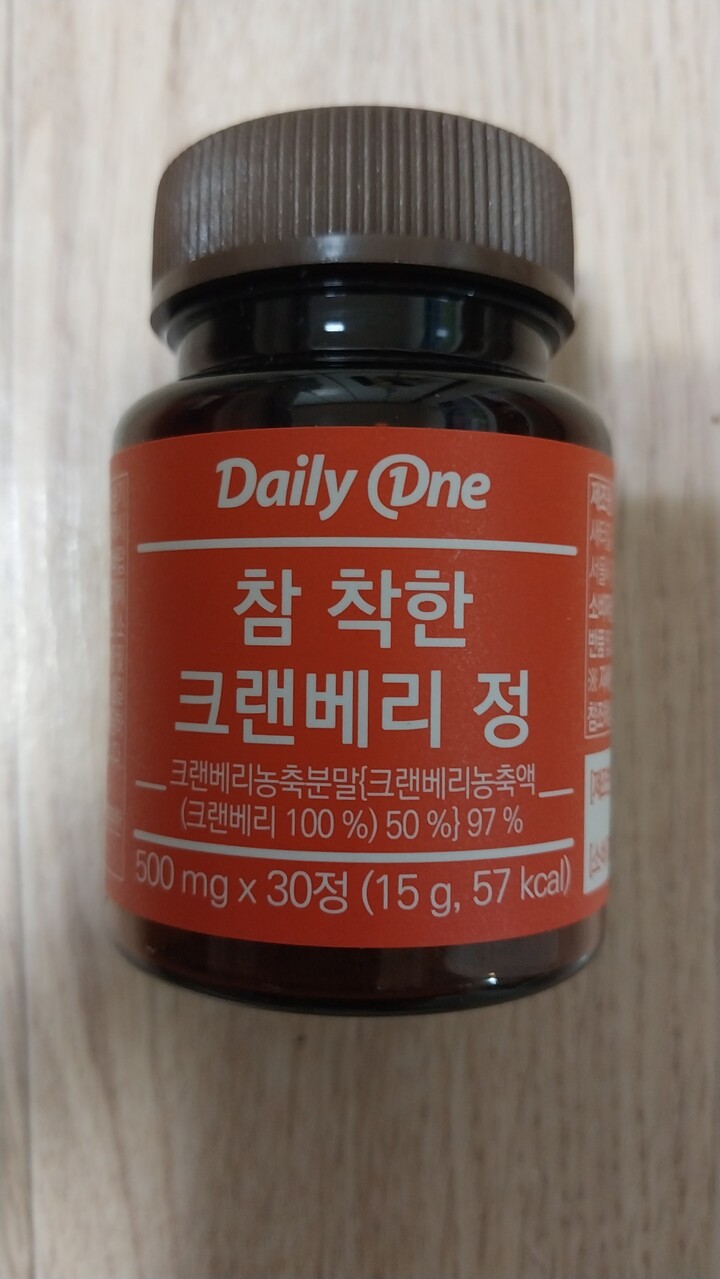 Daily One
참 착한
크랜베리 정
크랜베리농축분말{크랜베리농축액
(크랜베리 100 %) 50 %} 97 %
500 mg x 30정 (15 g, 57 kcal)